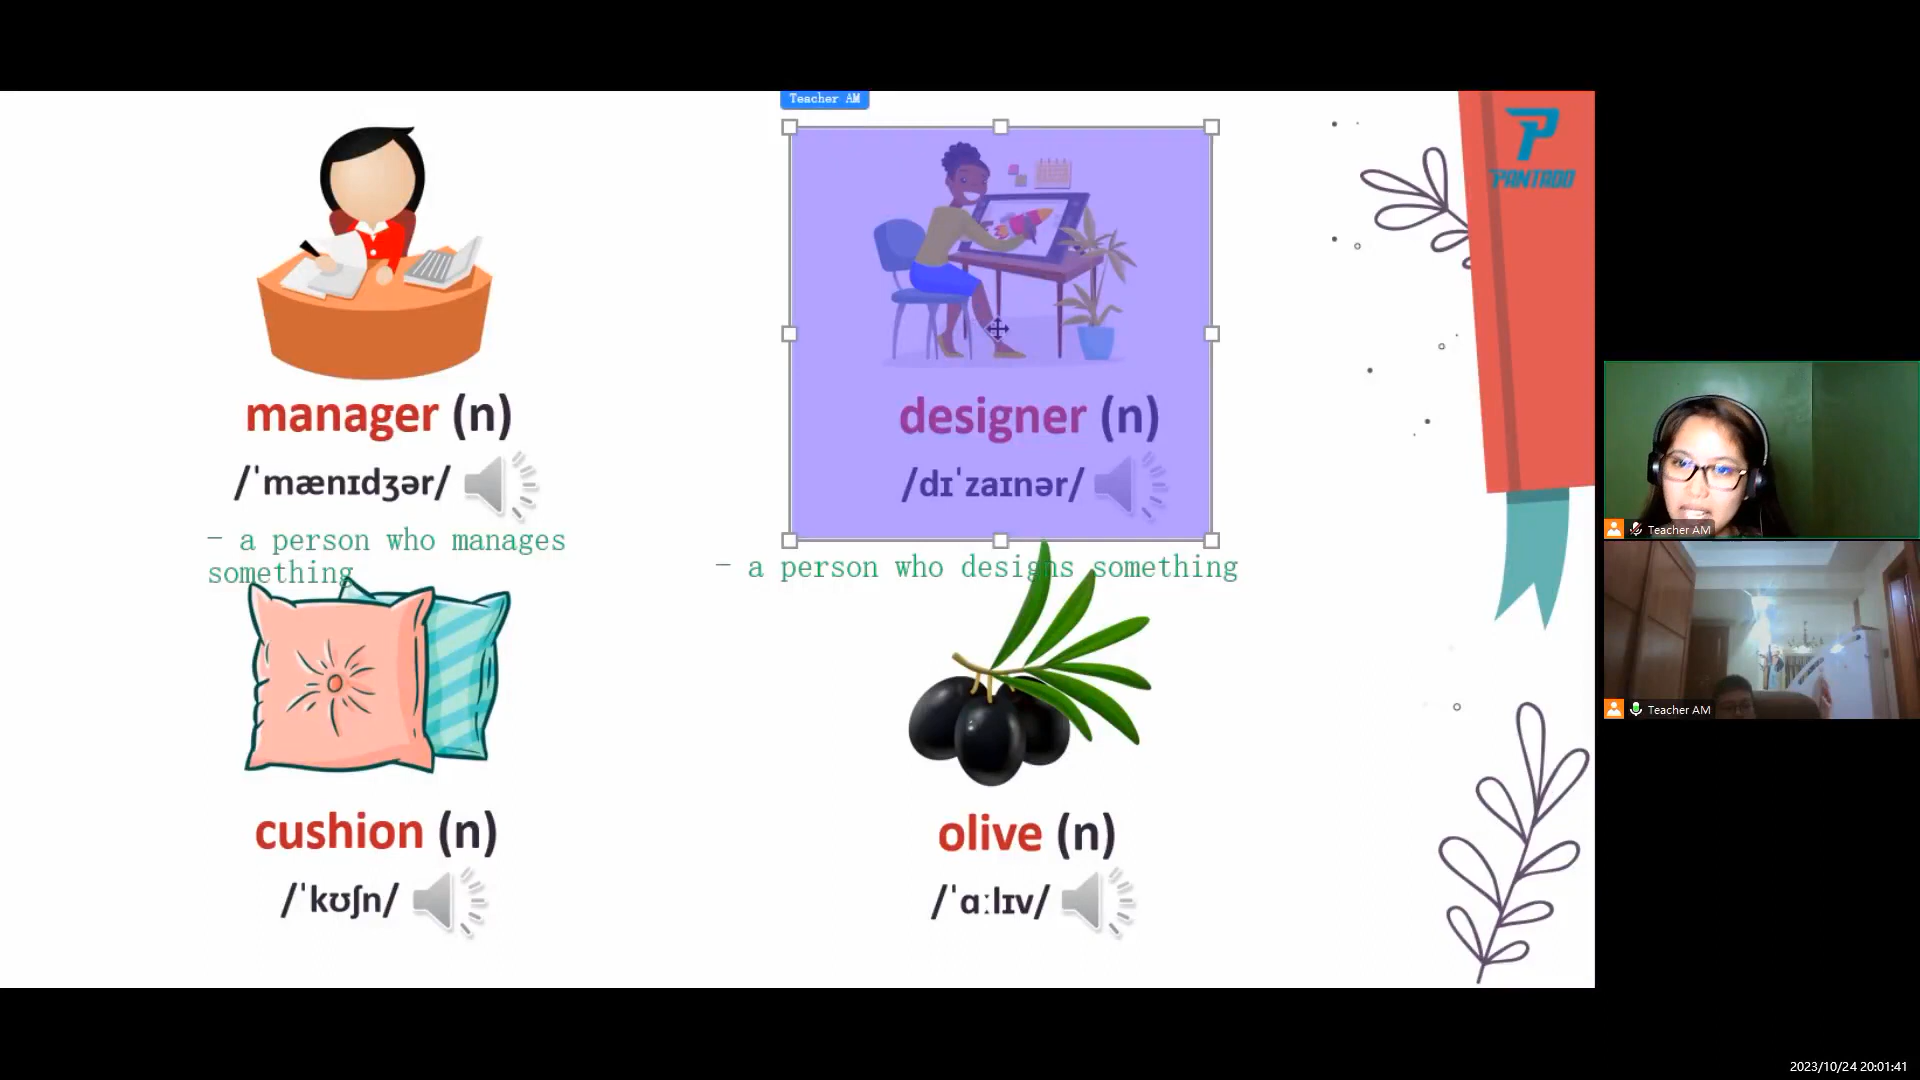 Teacher AM
PANTADO
manager (n)
/ˈmænɪdʒər/
- a person who manages
something
designer (n)
/dɪˈzaɪnər/
- a person who designs something
cushion (n)
/ˈkʊʃn/
olive (n)
/ˈɑːlɪv/
Teacher AM
Teacher AM
2023/10/24 20:01:41